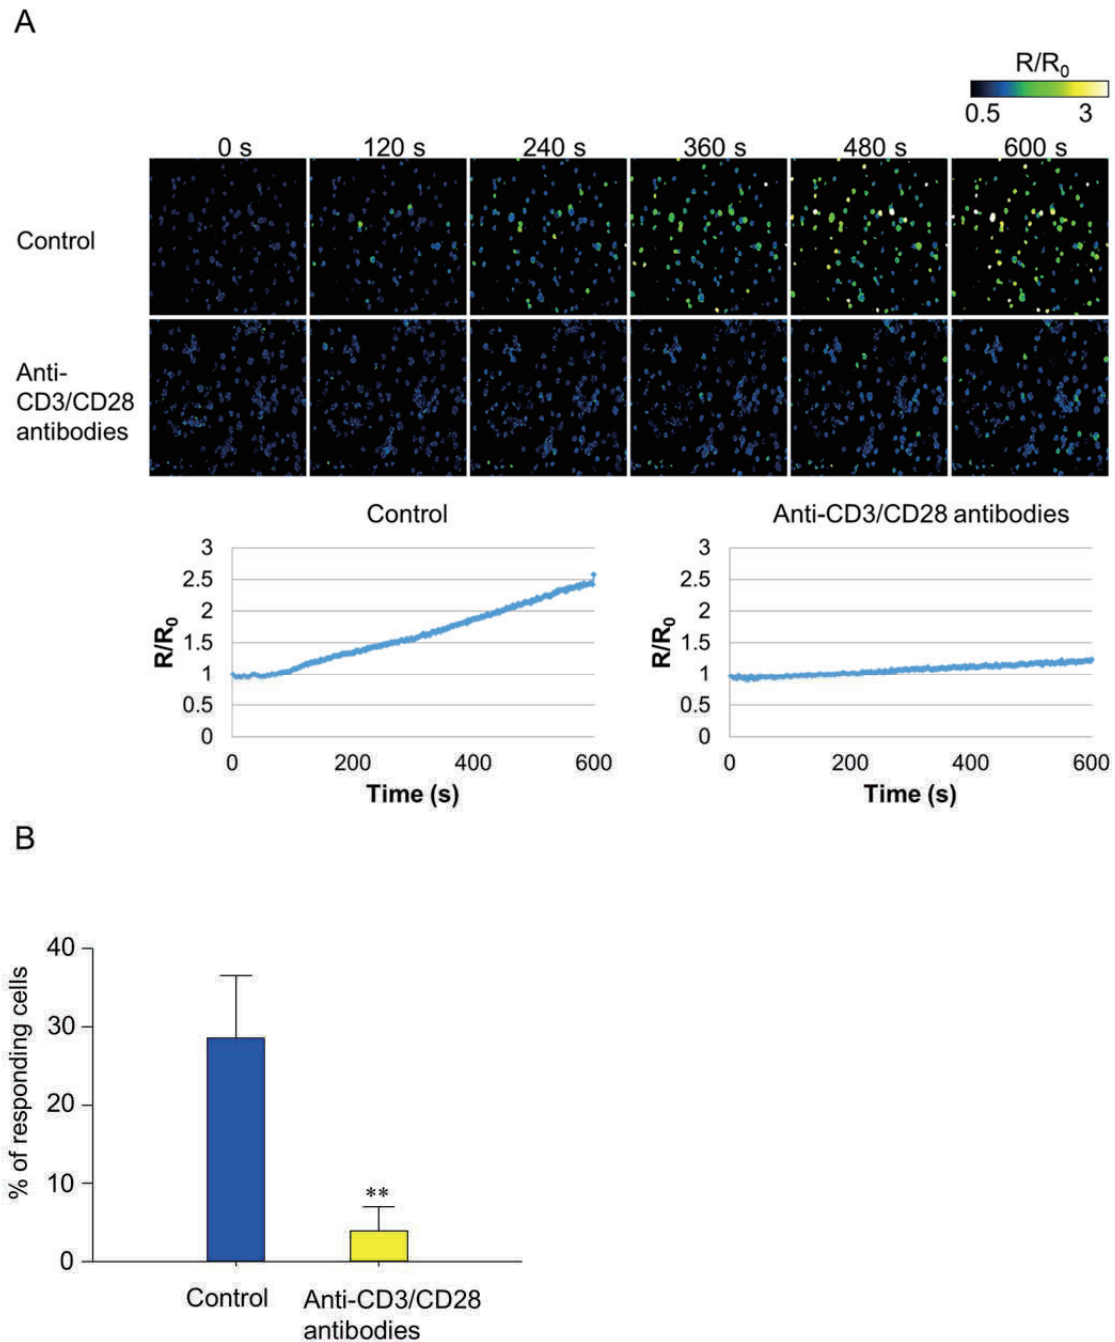 A
R/R₀
0.5 3
0 s 120 s 240 s 360 s 480 s 600 s
Control
Anti-
CD3/CD28
antibodies
Control
3
2.5
2
1.5
1
0.5
0
R/R₀
0 200 400 600
Time (s)
Anti-CD3/CD28 antibodies
3
2.5
2
1.5
1
0.5
0
R/R₀
0 200 400 600
Time (s)
B
% of responding cells
40
30
20
10
0
**
Control
Anti-CD3/CD28
antibodies